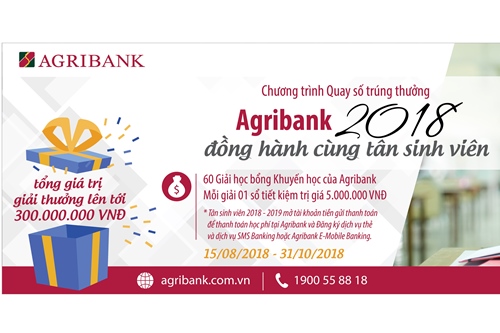 AGRIBANK
Chương trình Quay số trúng thưởng
Agribank 2018
đồng hành cùng tân sinh viên
tổng giá trị
giải thưởng lên tới
300.000.000 VNĐ
60 Giải học bổng Khuyến học của Agribank
Mỗi giải 01 sổ tiết kiệm trị giá 5.000.000 VNĐ
* Tân sinh viên 2018 - 2019 mở tài khoản tiền gửi thanh toán
để thanh toán học phí tại Agribank và Đăng ký dịch vụ thẻ
và dịch vụ SMS Banking hoặc Agribank E-Mobile Banking.
15/08/2018 - 31/10/2018
agribank.com.vn
1900 55 88 18